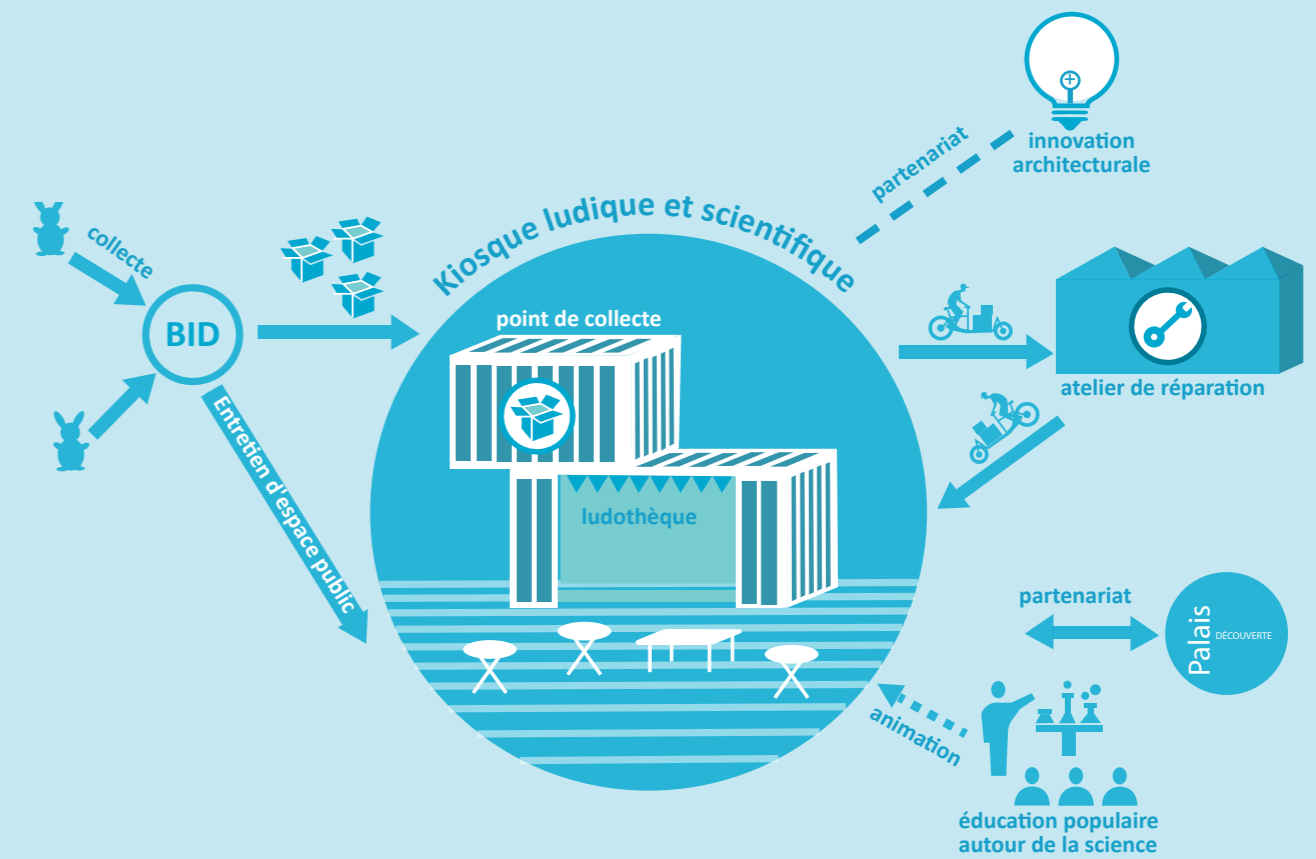 innovation
architecturale
partenariat
Kiosque ludique et scientifique
collecte
BID
point de collecte
atelier de réparation
Entretien d'espace public
ludothèque
partenariat
Palais
DÉCOUVERTE
animation
éducation populaire
autour de la science